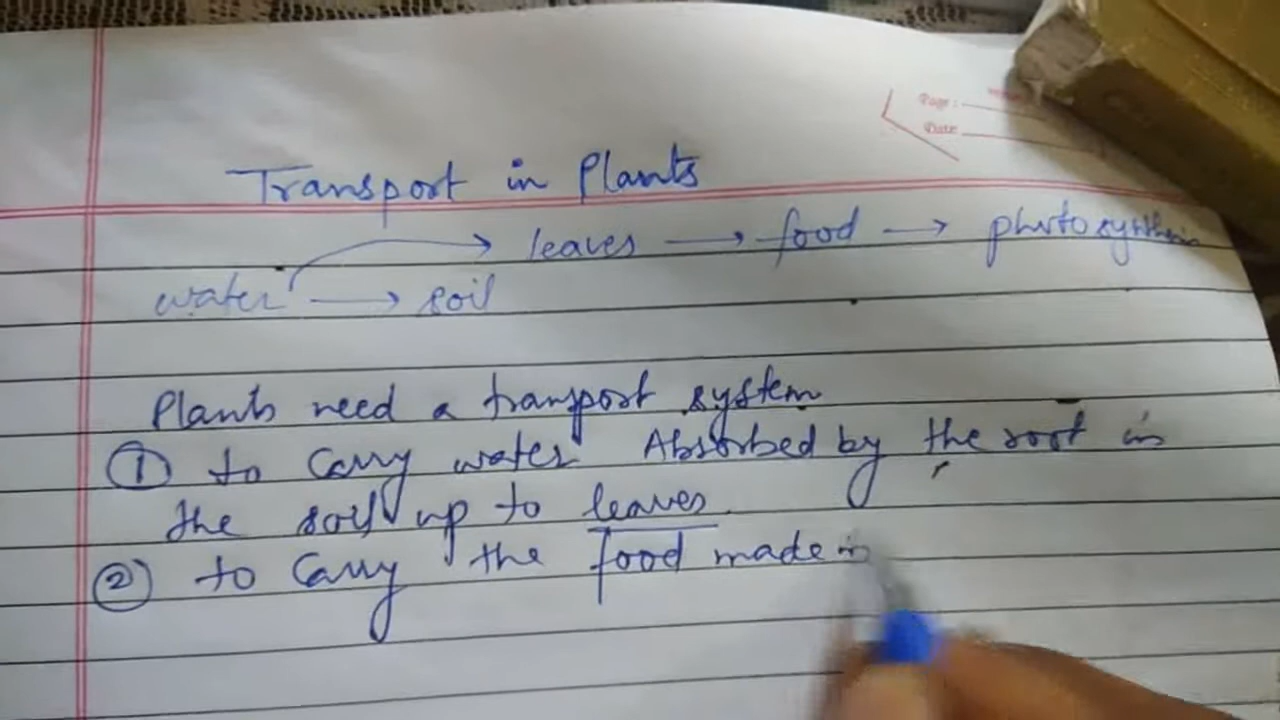 Page :
Date
Transport in Plants
leaves → food → photosynthesis
water → soil
Plants need a transport system
① to carry water Absorbed by the root in
the soil up to leaves.
② to carry the food made in